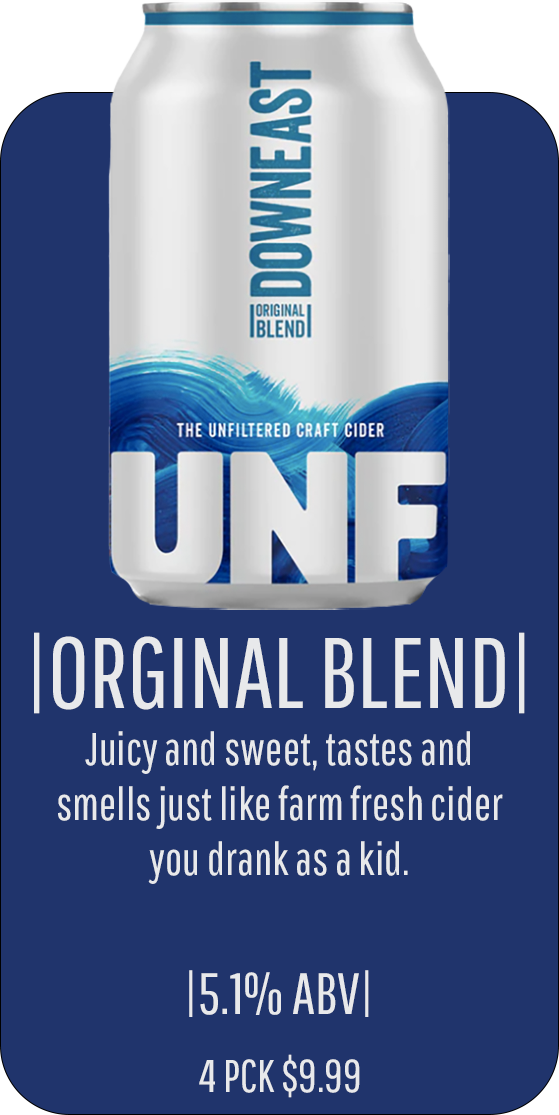 DOWNEAST
|ORIGINAL
BLEND|
THE UNFILTERED CRAFT CIDER
UNF
|ORGINAL BLEND|
Juicy and sweet, tastes and
smells just like farm fresh cider
you drank as a kid.
|5.1% ABV|
4 PCK $9.99